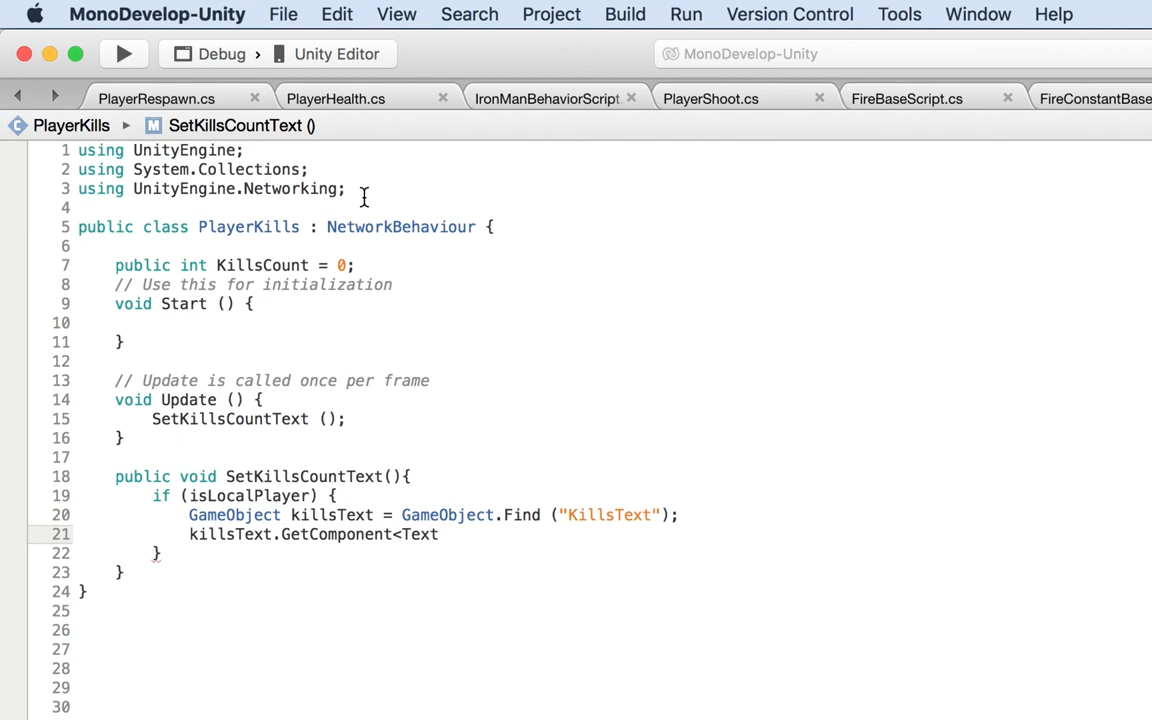 MonoDevelop-Unity File Edit View Search Project Build Run Version Control Tools Window Help
Debug › Unity Editor MonoDevelop-Unity
PlayerRespawn.cs × PlayerHealth.cs × IronManBehaviorScript. × PlayerShoot.cs × FireBaseScript.cs × FireConstantBase
PlayerKills ▸ M SetKillsCountText ()
1 using UnityEngine;
2 using System.Collections;
3 using UnityEngine.Networking;
4
5 public class PlayerKills : NetworkBehaviour {
6
7 public int KillsCount = 0;
8 // Use this for initialization
9 void Start () {
10
11 }
12
13 // Update is called once per frame
14 void Update () {
15 SetKillsCountText ();
16 }
17
18 public void SetKillsCountText(){
19 if (isLocalPlayer) {
20 GameObject killsText = GameObject.Find ("KillsText");
21 killsText.GetComponent<Text
22 }
23 }
24 }
25
26
27
28
29
30